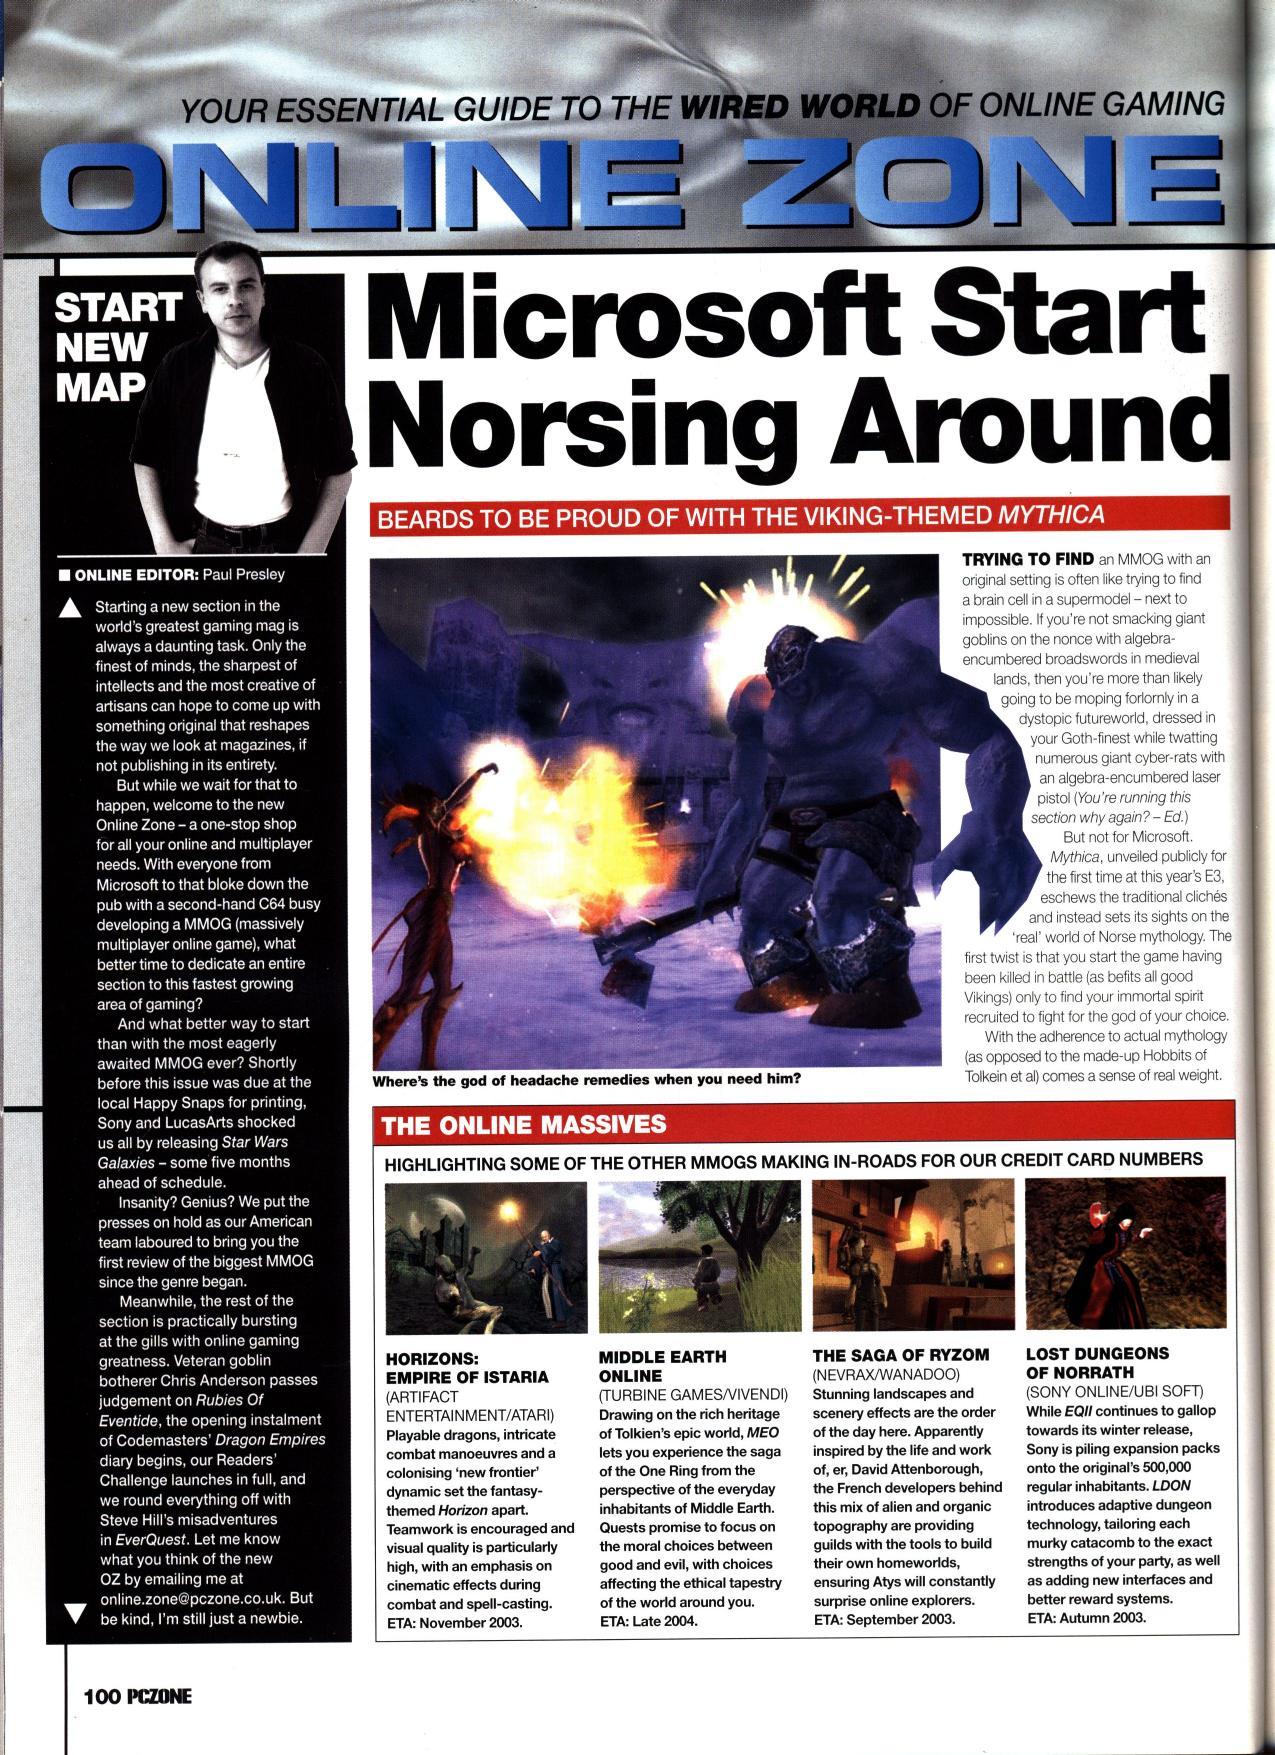 YOUR ESSENTIAL GUIDE TO THE WIRED WORLD OF ONLINE GAMING
ONLINE ZONE
START
NEW
MAP
■ ONLINE EDITOR: Paul Presley
▲ Starting a new section in the
world's greatest gaming mag is
always a daunting task. Only the
finest of minds, the sharpest of
intellects and the most creative of
artisans can hope to come up with
something original that reshapes
the way we look at magazines, if
not publishing in its entirety.
But while we wait for that to
happen, welcome to the new
Online Zone – a one-stop shop
for all your online and multiplayer
needs. With everyone from
Microsoft to that bloke down the
pub with a second-hand C64 busy
developing a MMOG (massively
multiplayer online game), what
better time to dedicate an entire
section to this fastest growing
area of gaming?
And what better way to start
than with the most eagerly
awaited MMOG ever? Shortly
before this issue was due at the
local Happy Snaps for printing,
Sony and LucasArts shocked
us all by releasing Star Wars
Galaxies – some five months
ahead of schedule.
Insanity? Genius? We put the
presses on hold as our American
team laboured to bring you the
first review of the biggest MMOG
since the genre began.
Meanwhile, the rest of the
section is practically bursting
at the gills with online gaming
greatness. Veteran goblin
botherer Chris Anderson passes
judgement on Rubies Of
Eventide, the opening instalment
of Codemasters' Dragon Empires
diary begins, our Readers'
Challenge launches in full, and
we round everything off with
Steve Hill's misadventures
in EverQuest. Let me know
what you think of the new
OZ by emailing me at
online.zone@pczone.co.uk. But
▼ be kind, I'm still just a newbie.
Microsoft Start
Norsing Around
BEARDS TO BE PROUD OF WITH THE VIKING-THEMED MYTHICA
Where's the god of headache remedies when you need him?
TRYING TO FIND an MMOG with an
original setting is often like trying to find
a brain cell in a supermodel – next to
impossible. If you're not smacking giant
goblins on the nonce with algebra-
encumbered broadswords in medieval
lands, then you're more than likely
going to be moping forlornly in a
dystopic futureworld, dressed in
your Goth-finest while twatting
numerous giant cyber-rats with
an algebra-encumbered laser
pistol (You're running this
section why again? – Ed.)
But not for Microsoft.
Mythica, unveiled publicly for
the first time at this year's E3,
eschews the traditional clichés
and instead sets its sights on the
'real' world of Norse mythology. The
first twist is that you start the game having
been killed in battle (as befits all good
Vikings) only to find your immortal spirit
recruited to fight for the god of your choice.
With the adherence to actual mythology
(as opposed to the made-up Hobbits of
Tolkein et al) comes a sense of real weight.
THE ONLINE MASSIVES
HIGHLIGHTING SOME OF THE OTHER MMOGS MAKING IN-ROADS FOR OUR CREDIT CARD NUMBERS
HORIZONS:
EMPIRE OF ISTARIA
(ARTIFACT
ENTERTAINMENT/ATARI)
Playable dragons, intricate
combat manoeuvres and a
colonising 'new frontier'
dynamic set the fantasy-
themed Horizon apart.
Teamwork is encouraged and
visual quality is particularly
high, with an emphasis on
cinematic effects during
combat and spell-casting.
ETA: November 2003.
MIDDLE EARTH
ONLINE
(TURBINE GAMES/VIVENDI)
Drawing on the rich heritage
of Tolkien's epic world, MEO
lets you experience the saga
of the One Ring from the
perspective of the everyday
inhabitants of Middle Earth.
Quests promise to focus on
the moral choices between
good and evil, with choices
affecting the ethical tapestry
of the world around you.
ETA: Late 2004.
THE SAGA OF RYZOM
(NEVRAX/WANADOO)
Stunning landscapes and
scenery effects are the order
of the day here. Apparently
inspired by the life and work
of, er, David Attenborough,
the French developers behind
this mix of alien and organic
topography are providing
guilds with the tools to build
their own homeworlds,
ensuring Atys will constantly
surprise online explorers.
ETA: September 2003.
LOST DUNGEONS
OF NORRATH
(SONY ONLINE/UBI SOFT)
While EQII continues to gallop
towards its winter release,
Sony is piling expansion packs
onto the original's 500,000
regular inhabitants. LDON
introduces adaptive dungeon
technology, tailoring each
murky catacomb to the exact
strengths of your party, as well
as adding new interfaces and
better reward systems.
ETA: Autumn 2003.
100 PCZONE